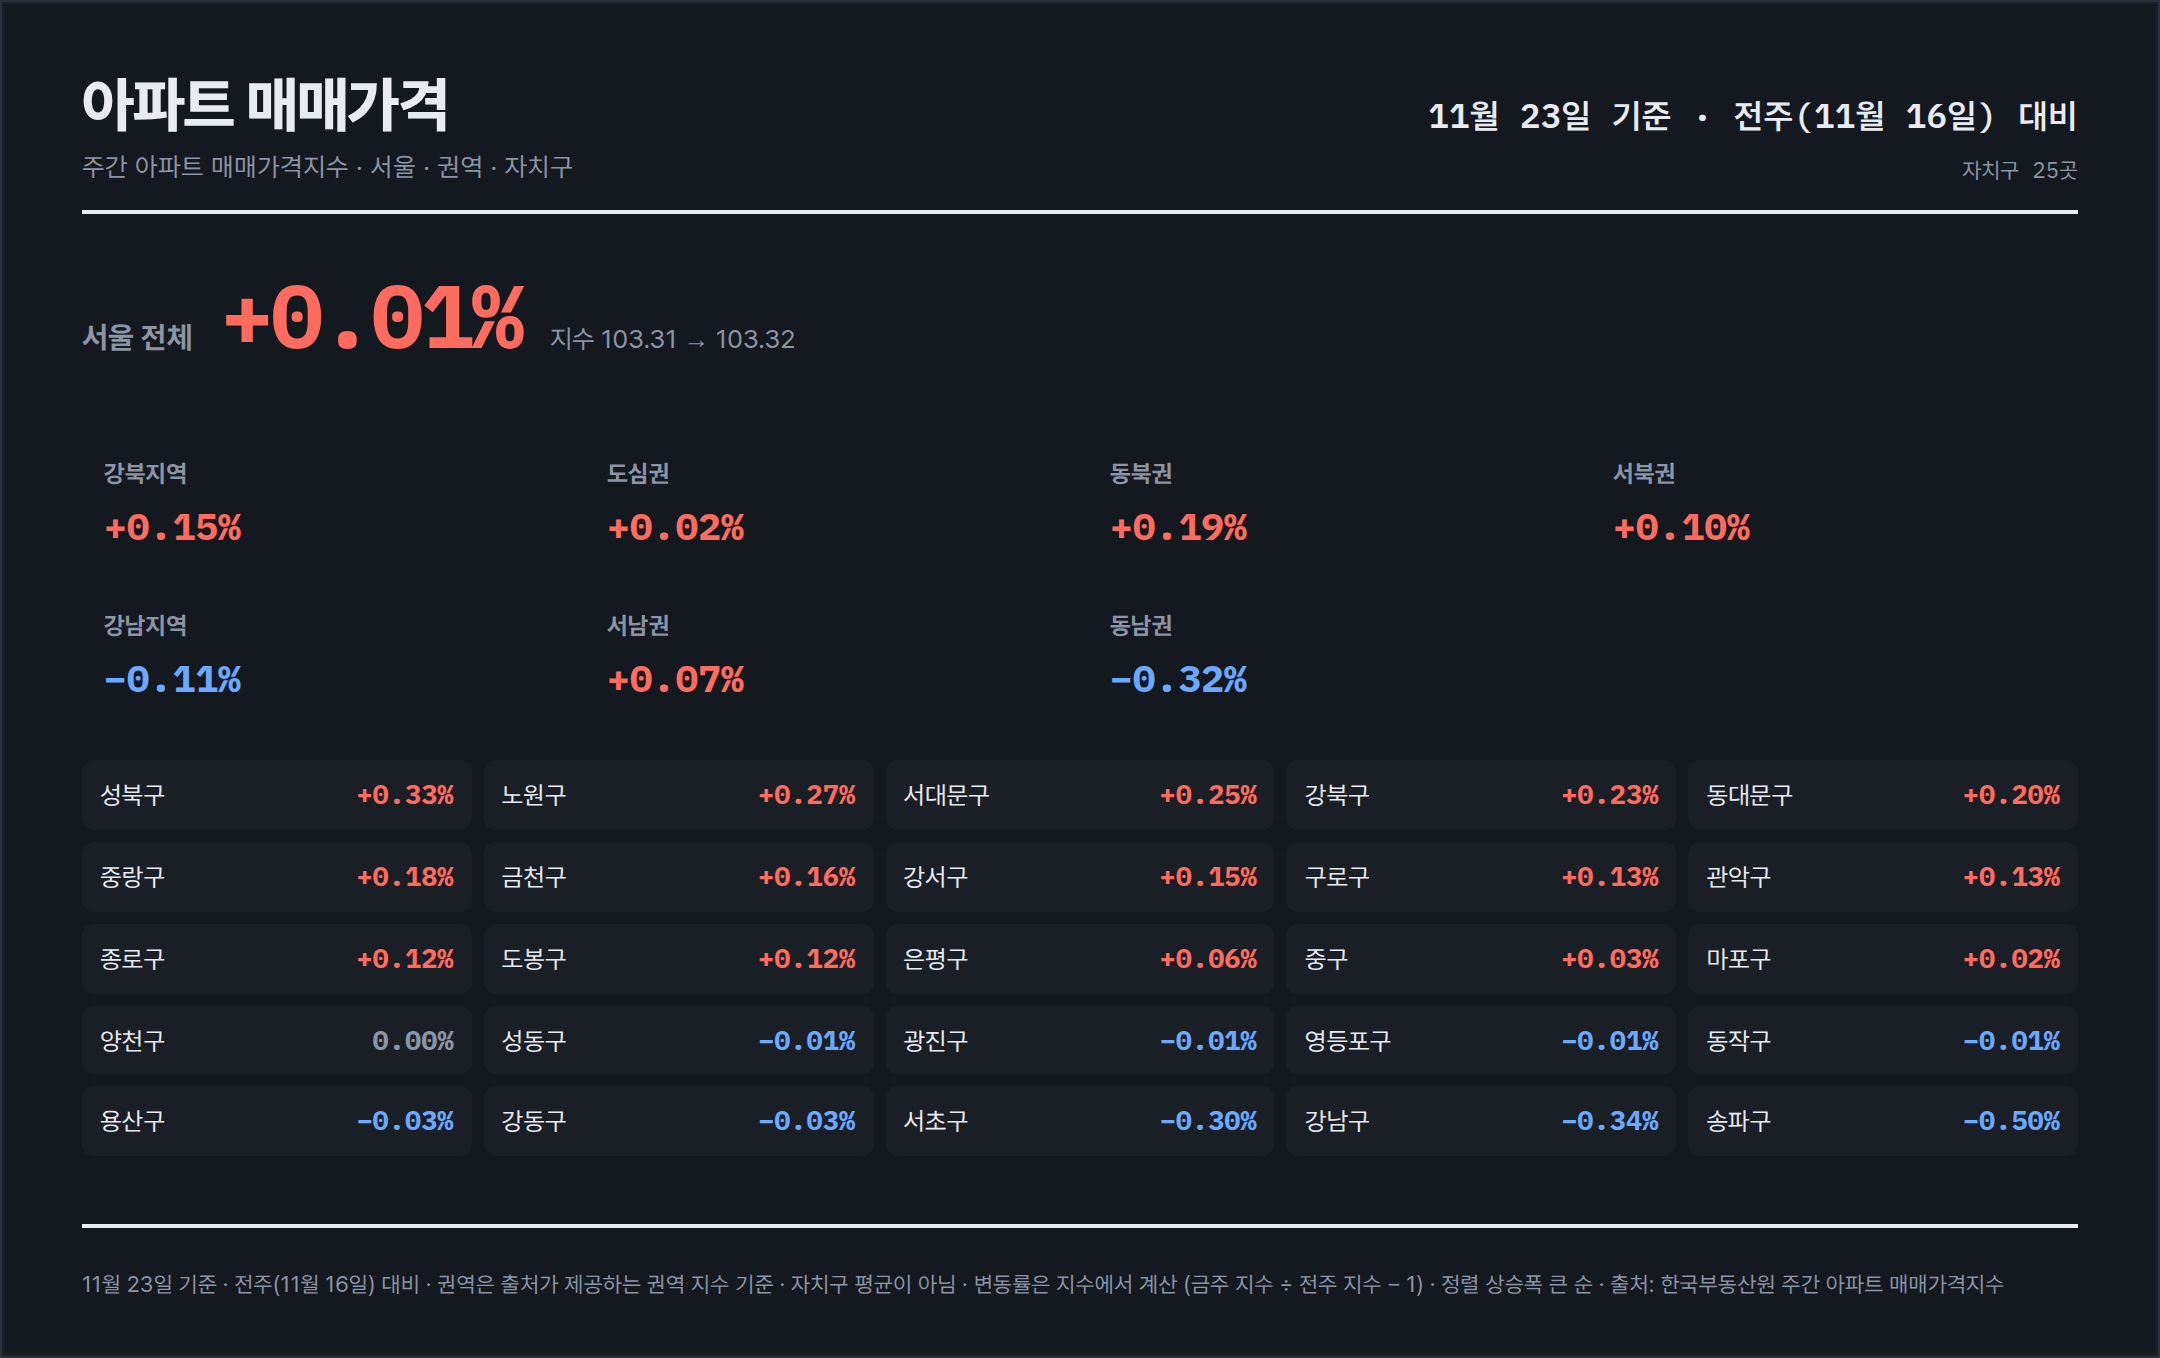 아파트 매매가격
11월 23일 기준 · 전주(11월 16일) 대비
주간 아파트 매매가격지수 · 서울 · 권역 · 자치구
자치구 25곳
서울 전체 +0.01% 지수 103.31 → 103.32
강북지역 도심권 동북권 서북권
+0.15% +0.02% +0.19% +0.10%
강남지역 서남권 동남권
−0.11% +0.07% −0.32%
성북구 +0.33% 노원구 +0.27% 서대문구 +0.25% 강북구 +0.23% 동대문구 +0.20%
중랑구 +0.18% 금천구 +0.16% 강서구 +0.15% 구로구 +0.13% 관악구 +0.13%
종로구 +0.12% 도봉구 +0.12% 은평구 +0.06% 중구 +0.03% 마포구 +0.02%
양천구 0.00% 성동구 −0.01% 광진구 −0.01% 영등포구 −0.01% 동작구 −0.01%
용산구 −0.03% 강동구 −0.03% 서초구 −0.30% 강남구 −0.34% 송파구 −0.50%
11월 23일 기준 · 전주(11월 16일) 대비 · 권역은 출처가 제공하는 권역 지수 기준 · 자치구 평균이 아님 · 변동률은 지수에서 계산 (금주 지수 ÷ 전주 지수 − 1) · 정렬 상승폭 큰 순 · 출처: 한국부동산원 주간 아파트 매매가격지수